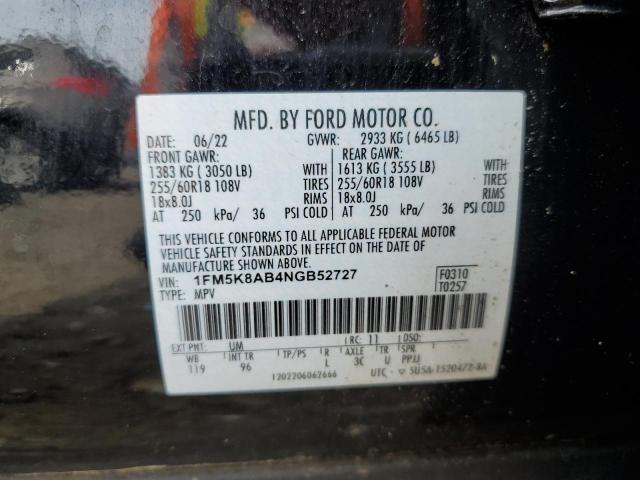 MFD. BY FORD MOTOR CO.
DATE: 06/22 GVWR: 2933 KG ( 6465 LB)
FRONT GAWR: REAR GAWR:
1383 KG ( 3050 LB) WITH 1613 KG ( 3555 LB) WITH
255/60R18 108V TIRES 255/60R18 108V TIRES
18x8.0J RIMS 18x8.0J RIMS
AT 250 kPa/ 36 PSI COLD AT 250 kPa/ 36 PSI COLD
THIS VEHICLE CONFORMS TO ALL APPLICABLE FEDERAL MOTOR
VEHICLE SAFETY STANDARDS IN EFFECT ON THE DATE OF
MANUFACTURE SHOWN ABOVE.
VIN: 1FM5K8AB4NGB52727 F0310
TYPE: MPV T0257
EXT PNT: UM RC: 11 DSO:
WB INT TR TP/PS R AXLE TR SPR
119 96 L 3C U PPJJ
1202206062666 UTC ▽ 5U5A-1520472-BA